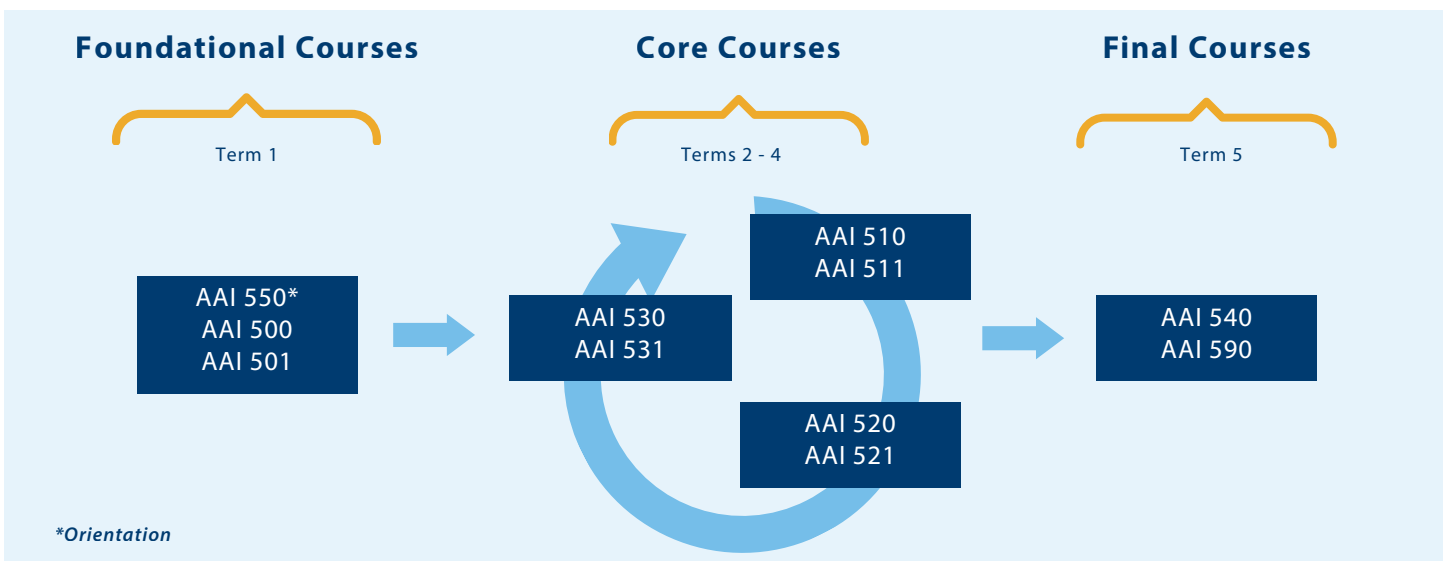 Foundational Courses
Term 1
AAI 550*
AAI 500
AAI 501
Core Courses
Terms 2 - 4
AAI 510
AAI 511
AAI 530
AAI 531
AAI 520
AAI 521
Final Courses
Term 5
AAI 540
AAI 590
*Orientation